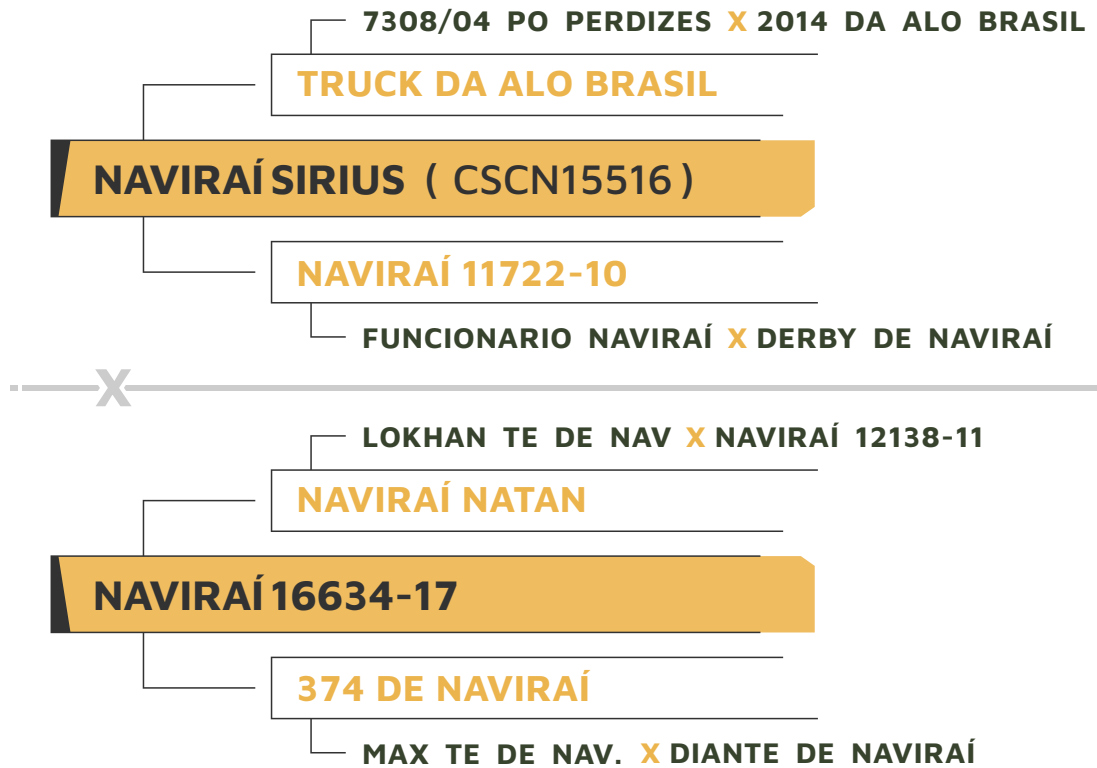 7308/04 PO PERDIZES X 2014 DA ALO BRASIL
TRUCK DA ALO BRASIL
NAVIRAÍ SIRIUS ( CSCN15516 )
NAVIRAÍ 11722-10
FUNCIONARIO NAVIRAÍ X DERBY DE NAVIRAÍ
X
LOKHAN TE DE NAV X NAVIRAÍ 12138-11
NAVIRAÍ NATAN
NAVIRAÍ 16634-17
374 DE NAVIRAÍ
MAX TE DE NAV. X DIANTE DE NAVIRAÍ